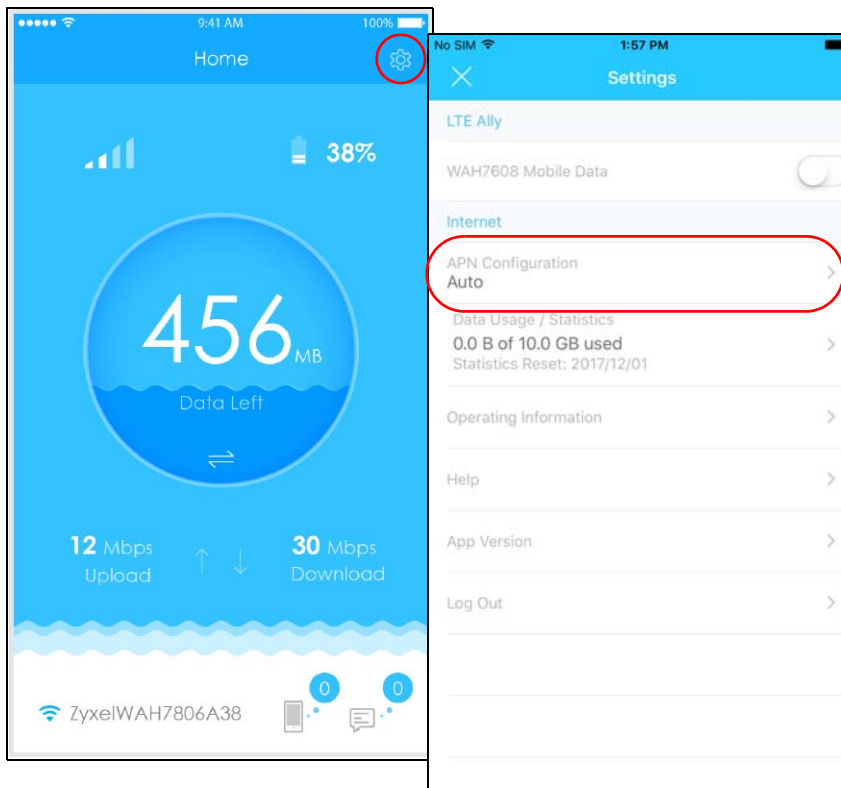 9:41 AM
100%
Home
38%
456 MB
Data Left
12 Mbps
Upload
30 Mbps
Download
ZyxelWAH7806A38
0
0
No SIM
1:57 PM
Settings
LTE Ally
WAH7608 Mobile Data
Internet
APN Configuration
Auto
Data Usage / Statistics
0.0 B of 10.0 GB used
Statistics Reset: 2017/12/01
Operating Information
Help
App Version
Log Out